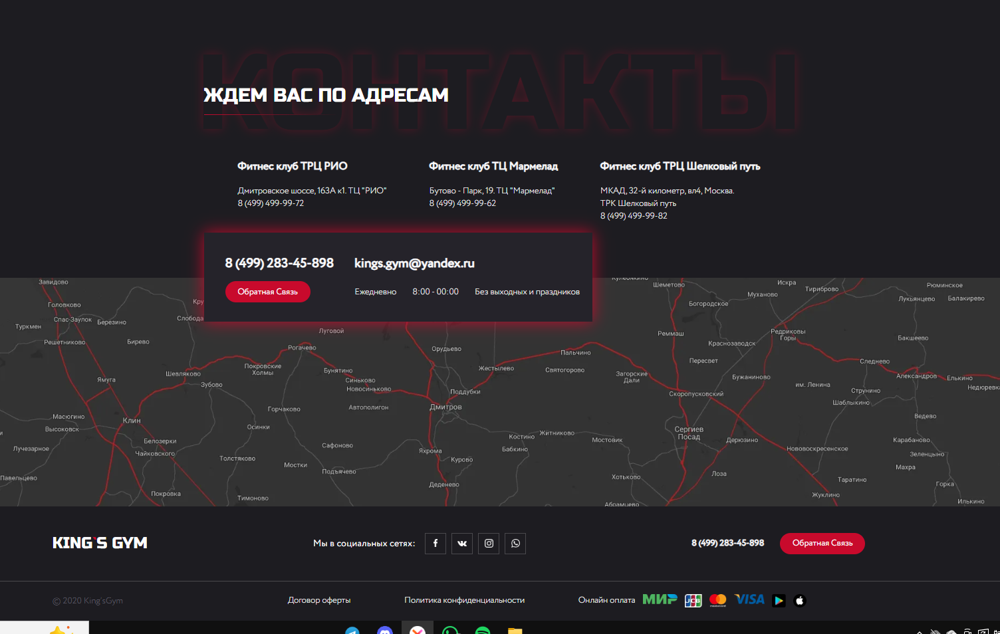 КОНТАКТЫ
ЖДЕМ ВАС ПО АДРЕСАМ
Фитнес клуб ТРЦ РИО
Дмитровское шоссе, 163А к1. ТЦ "РИО"
8 (499) 499-99-72
Фитнес клуб ТЦ Мармелад
Бутово - Парк, 19. ТЦ "Мармелад"
8 (499) 499-99-62
Фитнес клуб ТРЦ Шелковый путь
МКАД, 32-й километр, вл4, Москва.
ТРК Шелковый путь
8 (499) 499-99-82
8 (499) 283-45-898
kings.gym@yandex.ru
Обратная Связь
Ежедневно
8:00 - 00:00
Без выходных и праздников
Завидово
Шеметово
Искра
Тириброво
Рюминское
Муханово
Лукьянцево
Балакирево
Головково
Богородское
Спас-Заулок
Березино
Слобода
Туркмен
Луговой
Реммаш
Редриковы
Горы
Решетниково
Бирево
Рогачево
Орудьево
Пальчино
Краснозаводск
Бакшеево
Покровские
Холмы
Бунятино
Жестылево
Святогорово
Пересвет
Следнево
Шевляково
Ямуга
Зубово
Синьково
Новосиньково
Поддубки
Загорские
Дали
Бужаниново
им. Ленина
Александров
Елькино
Недюревка
Струнино
Скоропусковский
Шаблыкино
Горчаково
Автополигон
Дмитров
Масюгино
Клин
Ведево
Высоковск
Осинки
Сергиев
Посад
Белозерки
Костино
Житниково
Мостовик
Дерюзино
Карабаново
Лучезарное
Чайковского
Сафоново
Яхрома
Бабкино
Нововоскресенское
Зеленцыно
Толстяково
Мостки
Курово
Махра
Подъячево
Хотьково
Лоза
Павельцево
Таратино
Деденево
Горка
Покровка
Тимоново
Абрамцево
Жуклино
Илькино
KING'S GYM
Мы в социальных сетях:
8 (499) 283-45-898
Обратная Связь
© 2020 King'sGym
Договор оферты
Политика конфиденциальности
Онлайн оплата
МИР
JCB
mastercard
VISA